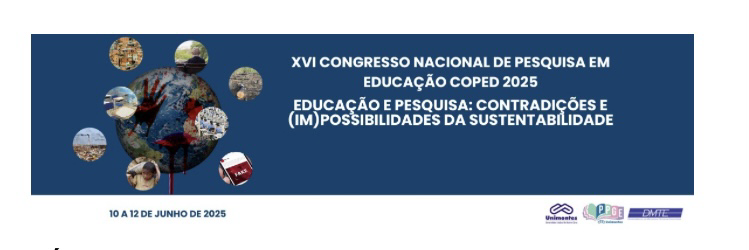 XVI CONGRESSO NACIONAL DE PESQUISA EM
EDUCAÇÃO COPED 2025
EDUCAÇÃO E PESQUISA: CONTRADIÇÕES E
(IM)POSSIBILIDADES DA SUSTENTABILIDADE
FAKE
10 A 12 DE JUNHO DE 2025
Unimontes
PPGE
DMTE